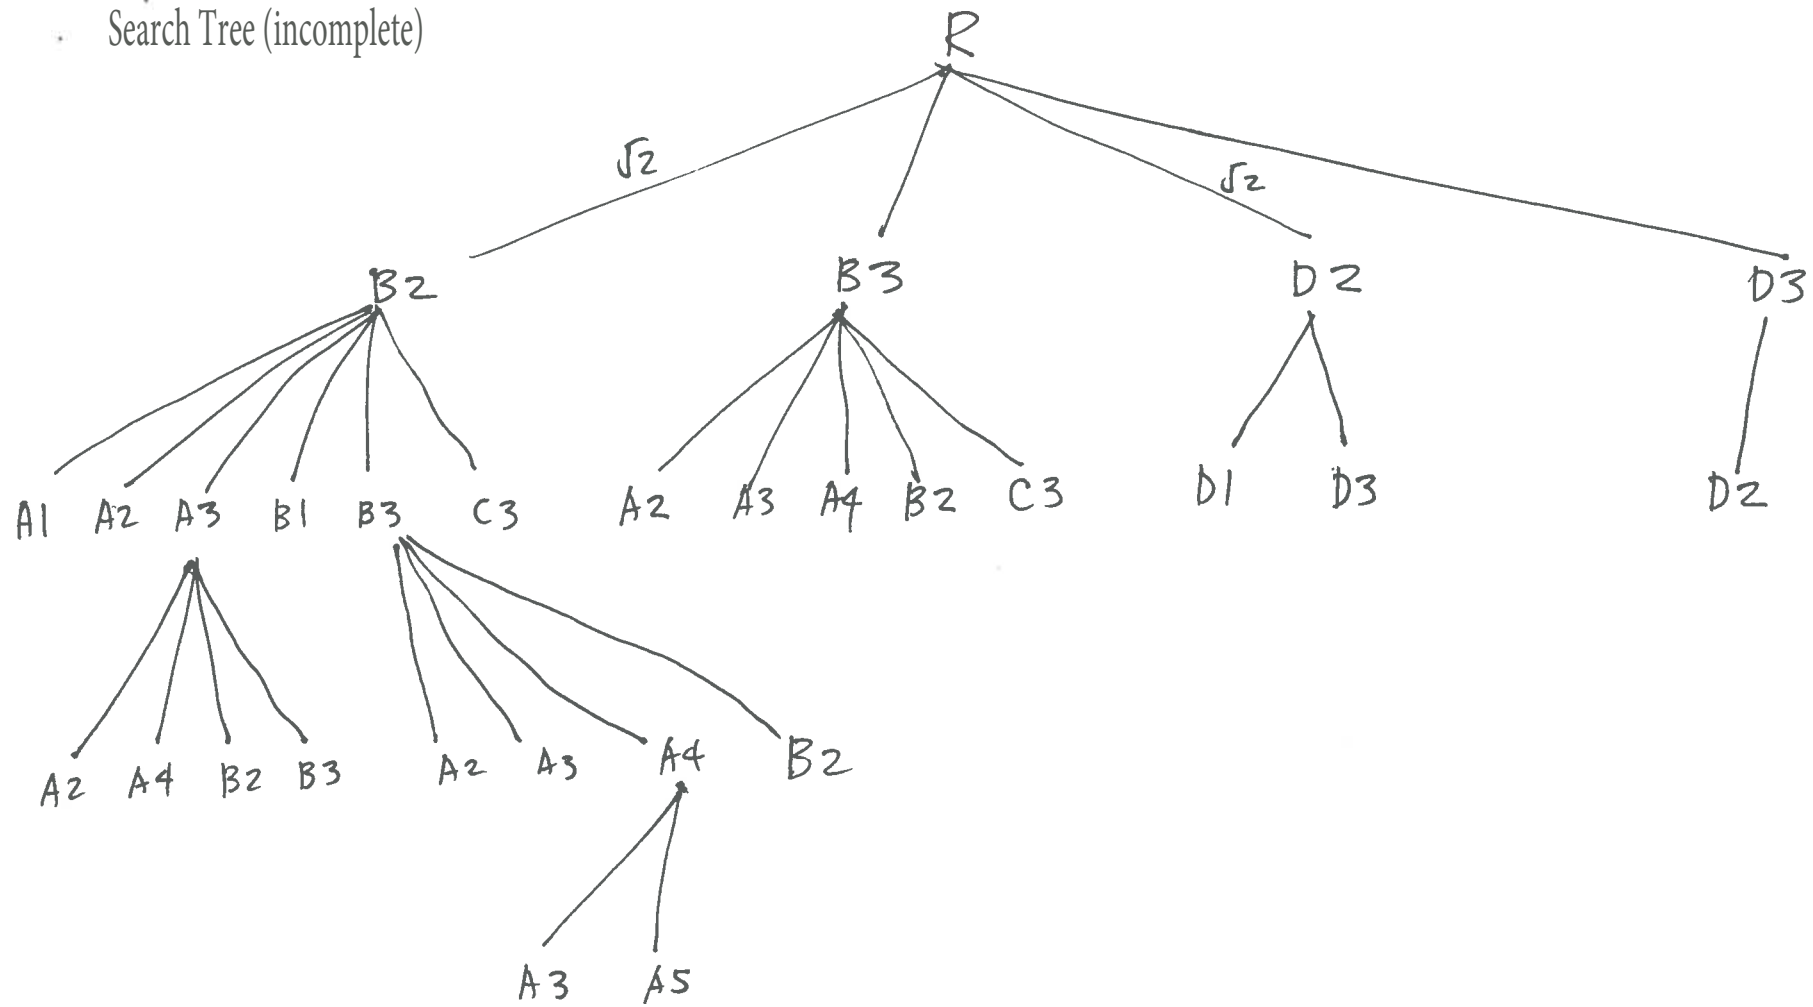 Search Tree (incomplete)
R
√2 √2
B2 B3 D2 D3
A1 A2 A3 B1 B3 C3 A2 A3 A4 B2 C3 D1 D3 D2
A2 A4 B2 B3 A2 A3 A4 B2
A3 A5